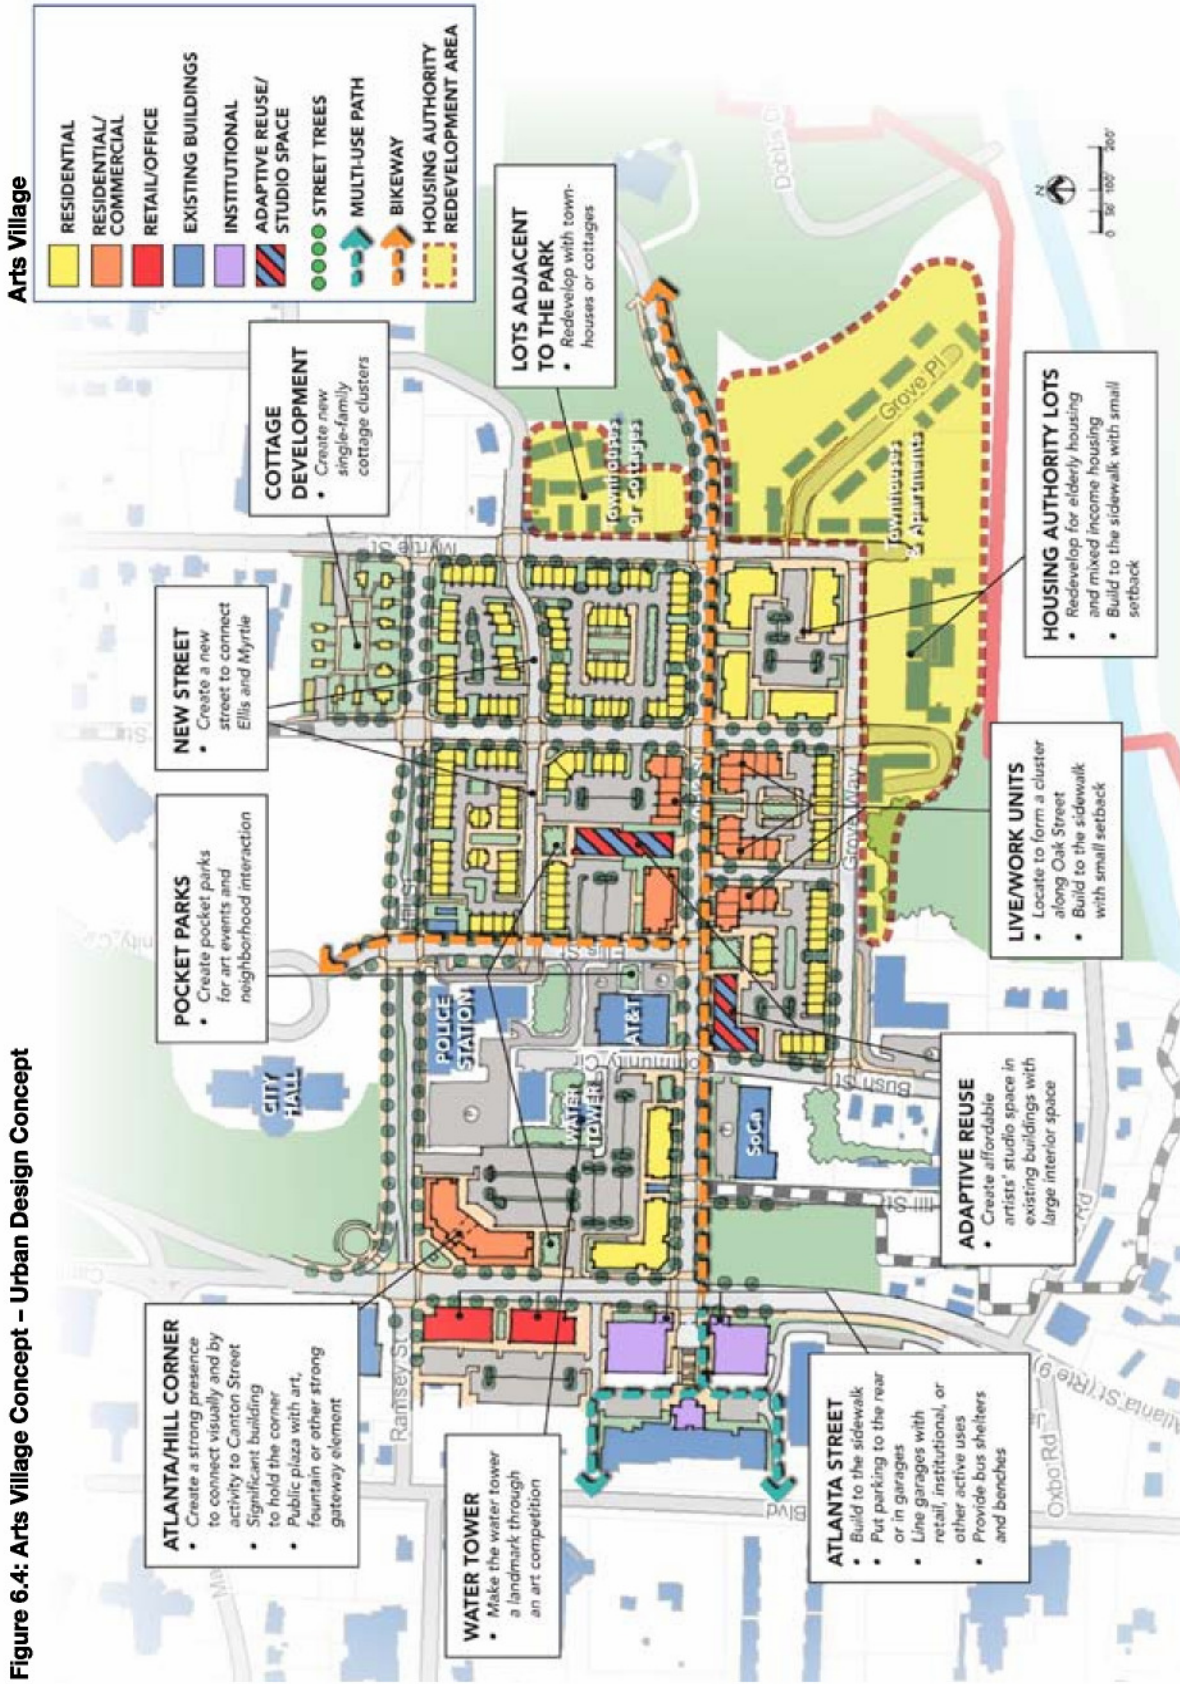 Figure 6.4: Arts Village Concept – Urban Design Concept
Arts Village
RESIDENTIAL
RESIDENTIAL/
COMMERCIAL
RETAIL/OFFICE
EXISTING BUILDINGS
INSTITUTIONAL
ADAPTIVE REUSE/
STUDIO SPACE
STREET TREES
MULTI-USE PATH
BIKEWAY
HOUSING AUTHORITY
REDEVELOPMENT AREA
ATLANTA/HILL CORNER
• Create a strong presence
to connect visually and by
activity to Canton Street
• Significant building
to hold the corner
• Public plaza with art,
fountain or other strong
gateway element
POCKET PARKS
• Create pocket parks
for art events and
neighborhood interaction
NEW STREET
• Create a new
street to connect
Ellis and Myrtle
COTTAGE
DEVELOPMENT
• Create new
single-family
cottage clusters
LOTS ADJACENT
TO THE PARK
• Redevelop with town-
houses or cottages
WATER TOWER
• Make the water tower
a landmark through
an art competition
ATLANTA STREET
• Build to the sidewalk
• Put parking to the rear
or in garages
• Line garages with
retail, institutional, or
other active uses
• Provide bus shelters
and benches
ADAPTIVE REUSE
• Create affordable
artists' studio space in
existing buildings with
large interior space
LIVE/WORK UNITS
• Locate to form a cluster
along Oak Street
• Build to the sidewalk
with small setback
HOUSING AUTHORITY LOTS
• Redevelop for elderly housing
and mixed income housing
• Build to the sidewalk with small
setback
CITY
HALL
POLICE
STATION
AT&T
WATER
TOWER
SoCa
Townhouses
or Cottages
Townhouses
& Apartments
Ramsey St
Myrtle St
Ellis St
Bush St
Hill St
Grove Way
Grove Pl
Dobbs Dr
Oxbo Rd
Atlanta St (Rte 9)
Blvd
Rd
N
0 50' 100' 200'